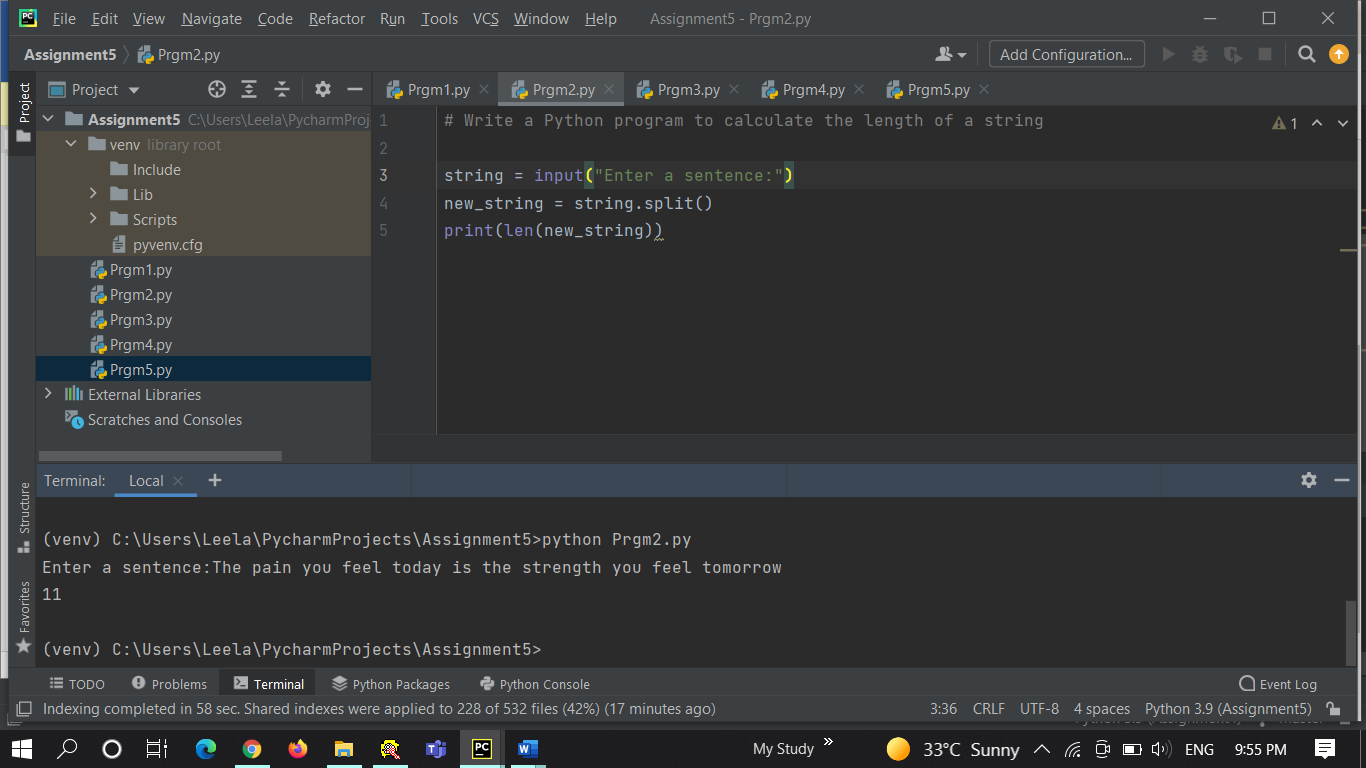 PC File Edit View Navigate Code Refactor Run Tools VCS Window Help Assignment5 - Prgm2.py
Assignment5 Prgm2.py Add Configuration...
Project Project Prgm1.py Prgm2.py Prgm3.py Prgm4.py Prgm5.py
Assignment5 C:\Users\Leela\PycharmProj
venv library root
Include
Lib
Scripts
pyvenv.cfg
Prgm1.py
Prgm2.py
Prgm3.py
Prgm4.py
Prgm5.py
External Libraries
Scratches and Consoles
1 # Write a Python program to calculate the length of a string 1
2
3 string = input("Enter a sentence:")
4 new_string = string.split()
5 print(len(new_string))
Structure
Favorites
Terminal: Local
(venv) C:\Users\Leela\PycharmProjects\Assignment5>python Prgm2.py
Enter a sentence:The pain you feel today is the strength you feel tomorrow
11
(venv) C:\Users\Leela\PycharmProjects\Assignment5>
TODO Problems Terminal Python Packages Python Console Event Log
Indexing completed in 58 sec. Shared indexes were applied to 228 of 532 files (42%) (17 minutes ago) 3:36 CRLF UTF-8 4 spaces Python 3.9 (Assignment5)
PC W My Study » 33°C Sunny ENG 9:55 PM